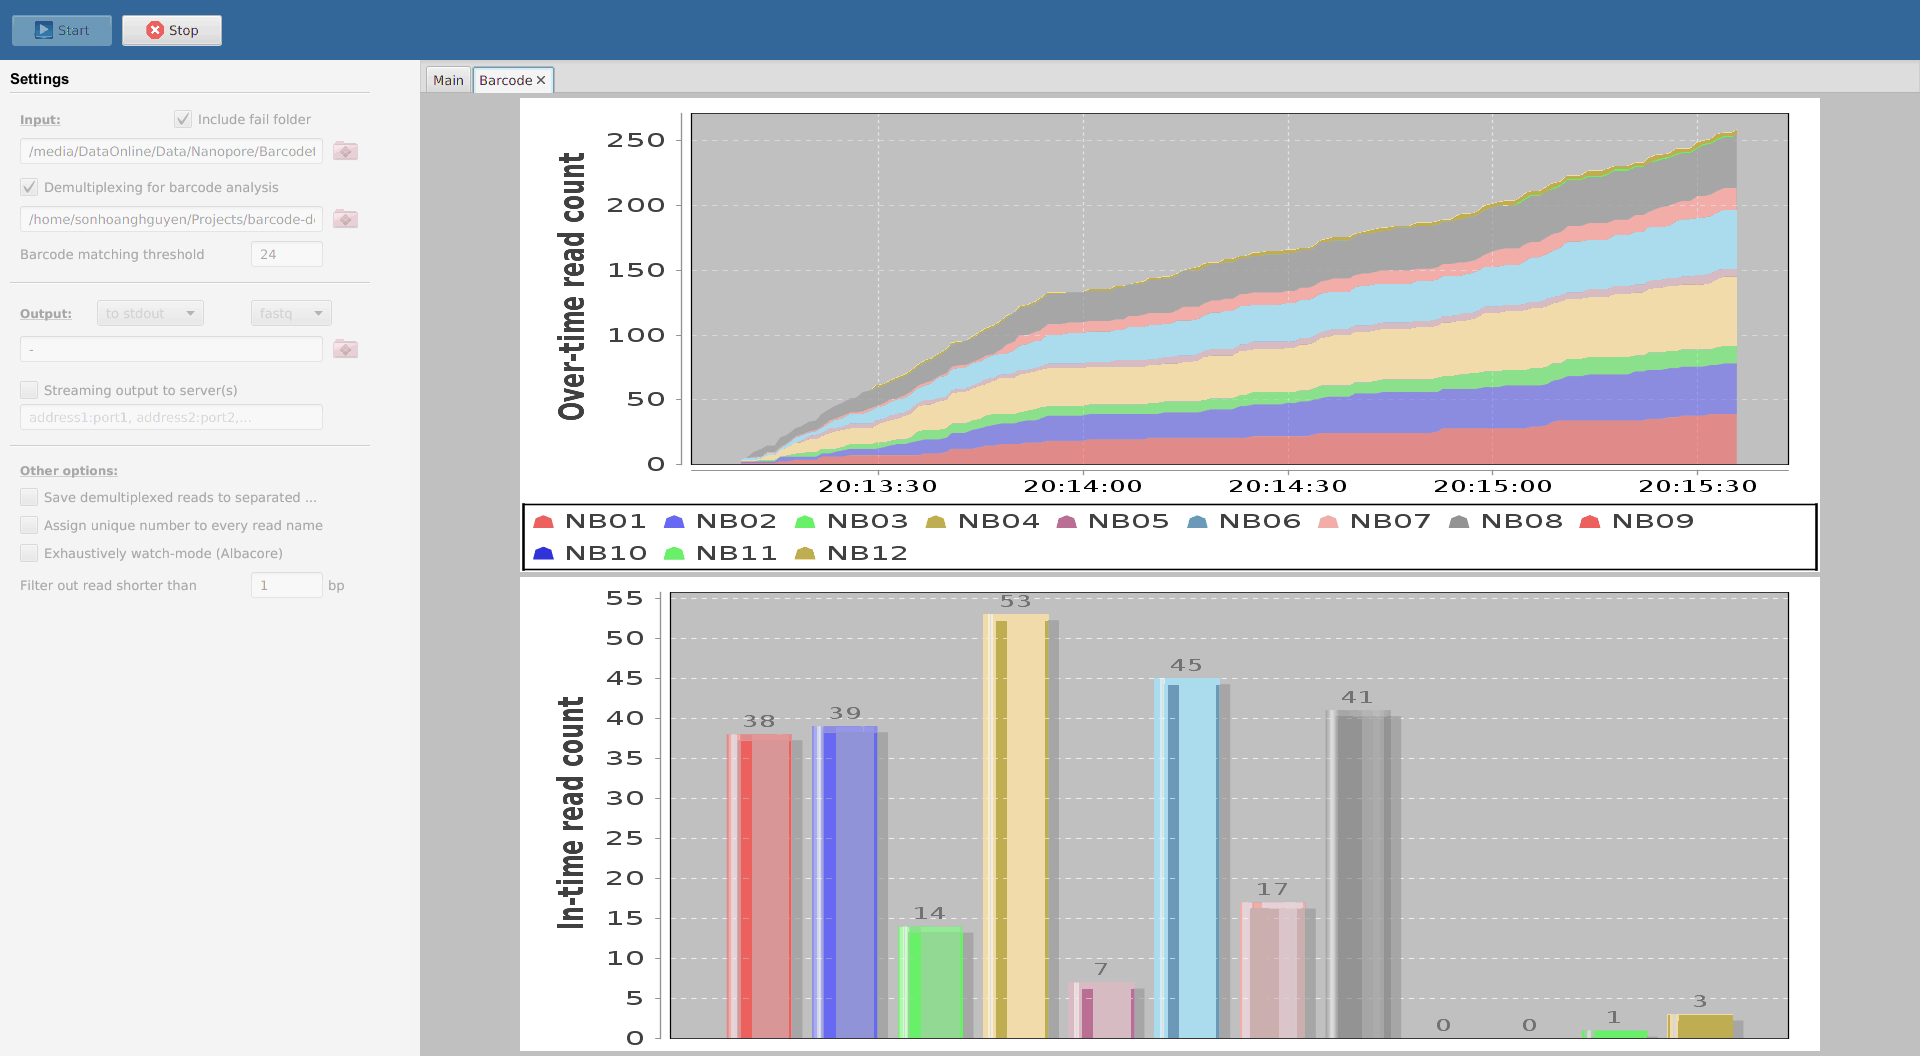 Start Stop
Settings
Main Barcode
Input: Include fail folder
/media/DataOnline/Data/Nanopore/Barcode
Demultiplexing for barcode analysis
/home/sonhoanghguyen/Projects/barcode-d
Barcode matching threshold 24
Output: to stdout fastq
-
Streaming output to server(s)
address1:port1, address2:port2,...
Other options:
Save demultiplexed reads to separated ...
Assign unique number to every read name
Exhaustively watch-mode (Albacore)
Filter out read shorter than 1 bp
Over-time read count
250
200
150
100
50
0
20:13:30 20:14:00 20:14:30 20:15:00 20:15:30
NB01 NB02 NB03 NB04 NB05 NB06 NB07 NB08 NB09
NB10 NB11 NB12
In-time read count
55
50
45
40
35
30
25
20
15
10
5
0
38 39 14 53 7 45 17 41 0 0 1 3